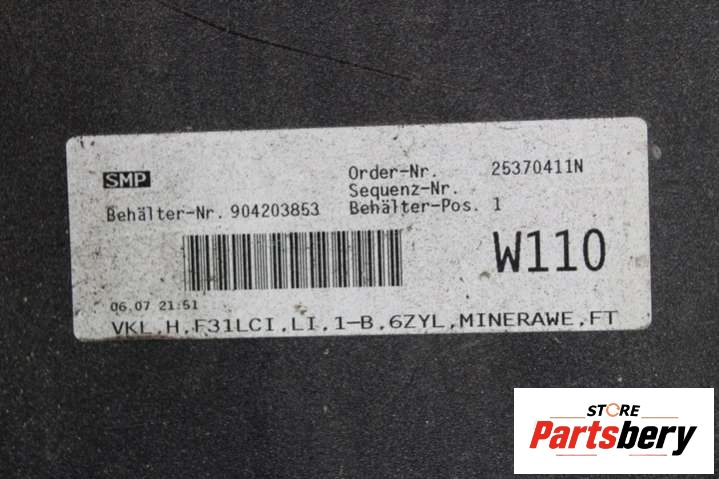 SMP
Order-Nr. 25370411N
Sequenz-Nr.
Behälter-Nr. 904203853 Behälter-Pos. 1
W110
06.07 21:51
VKL,H,F31LCI,LI,1-B,6ZYL,MINERAWE,FT
STORE
Partsbery